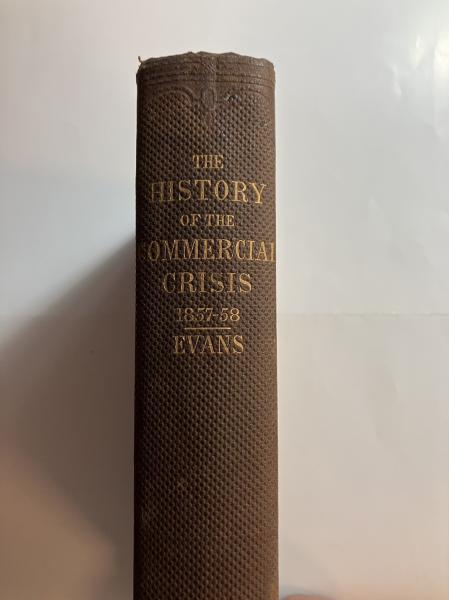 THE
HISTORY
OF THE
COMMERCIAL
CRISIS
1857-58
EVANS